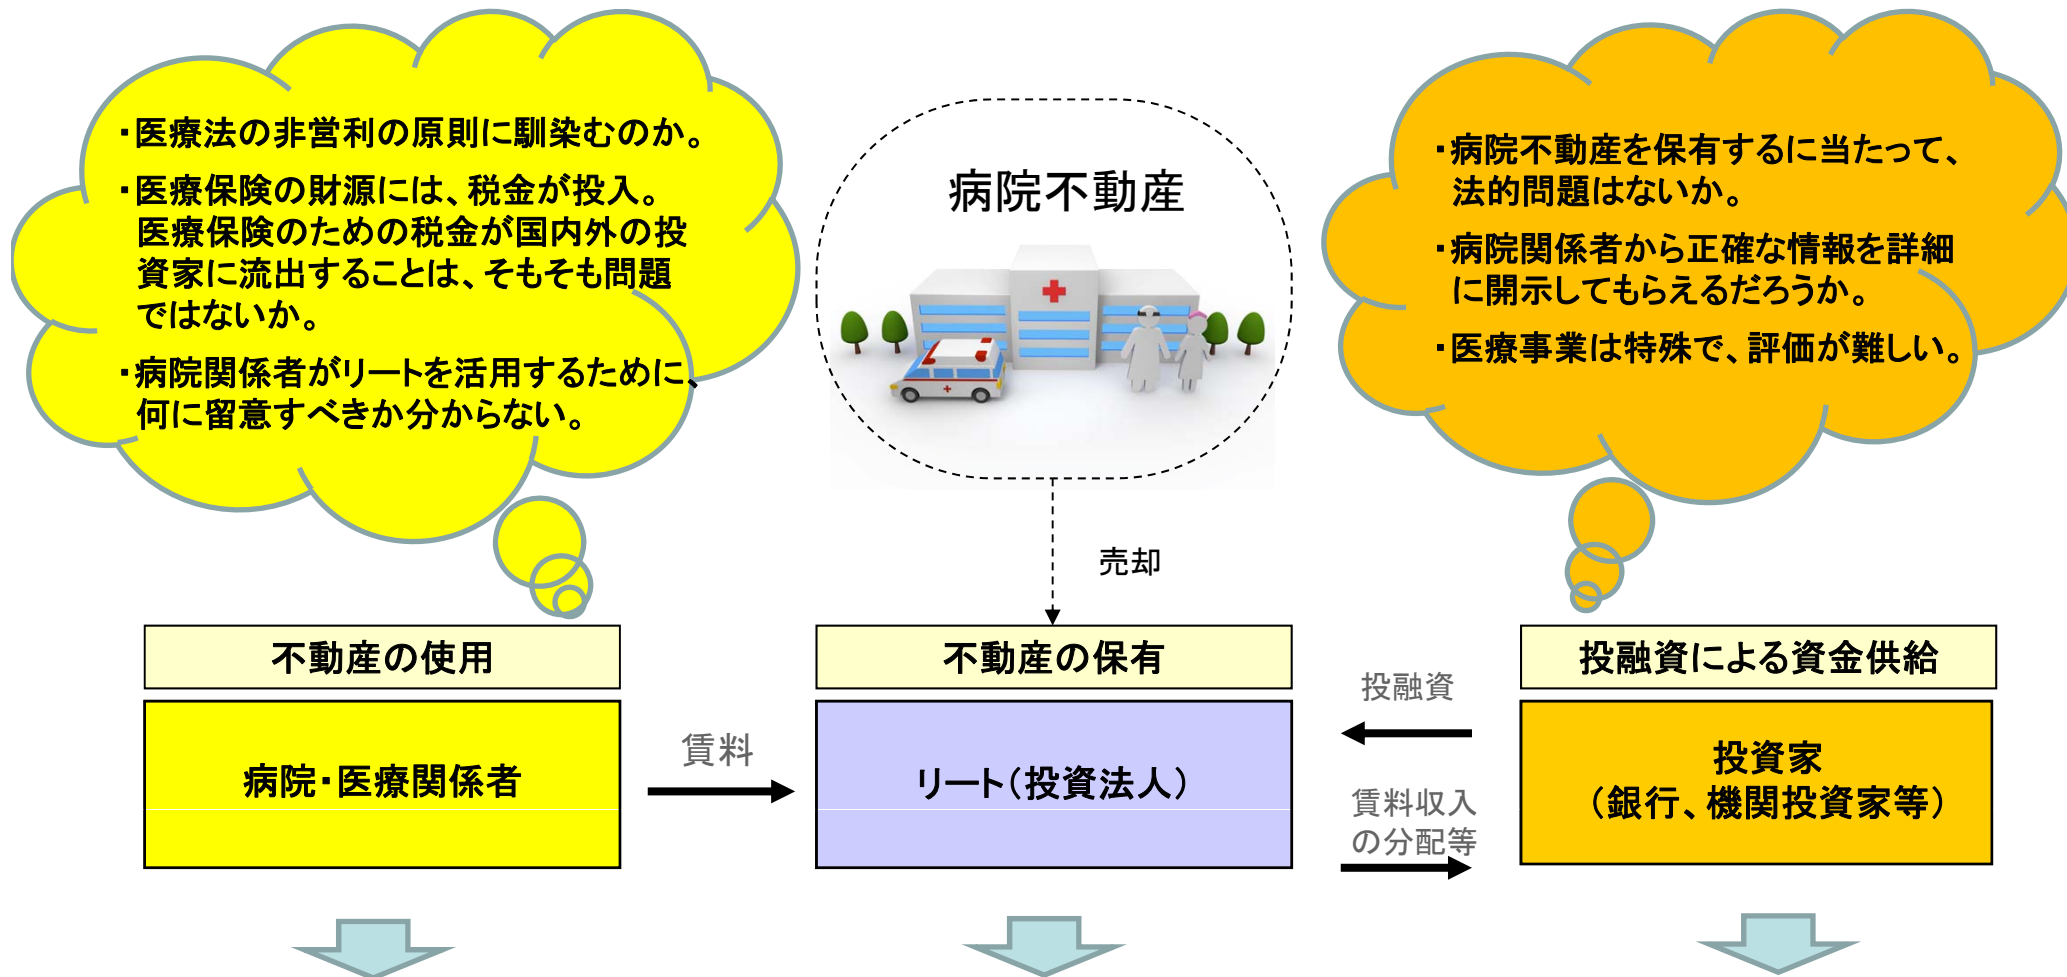 ・医療法の非営利の原則に馴染むのか。
・医療保険の財源には、税金が投入。
医療保険のための税金が国内外の投
資家に流出することは、そもそも問題
ではないか。
・病院関係者がリートを活用するために、
何に留意すべきか分からない。
病院不動産
・病院不動産を保有するに当たって、
法的問題はないか。
・病院関係者から正確な情報を詳細
に開示してもらえるだろうか。
・医療事業は特殊で、評価が難しい。
売却
不動産の使用
病院・医療関係者
賃料
不動産の保有
リート（投資法人）
投融資
賃料収入
の分配等
投融資による資金供給
投資家
（銀行、機関投資家等）